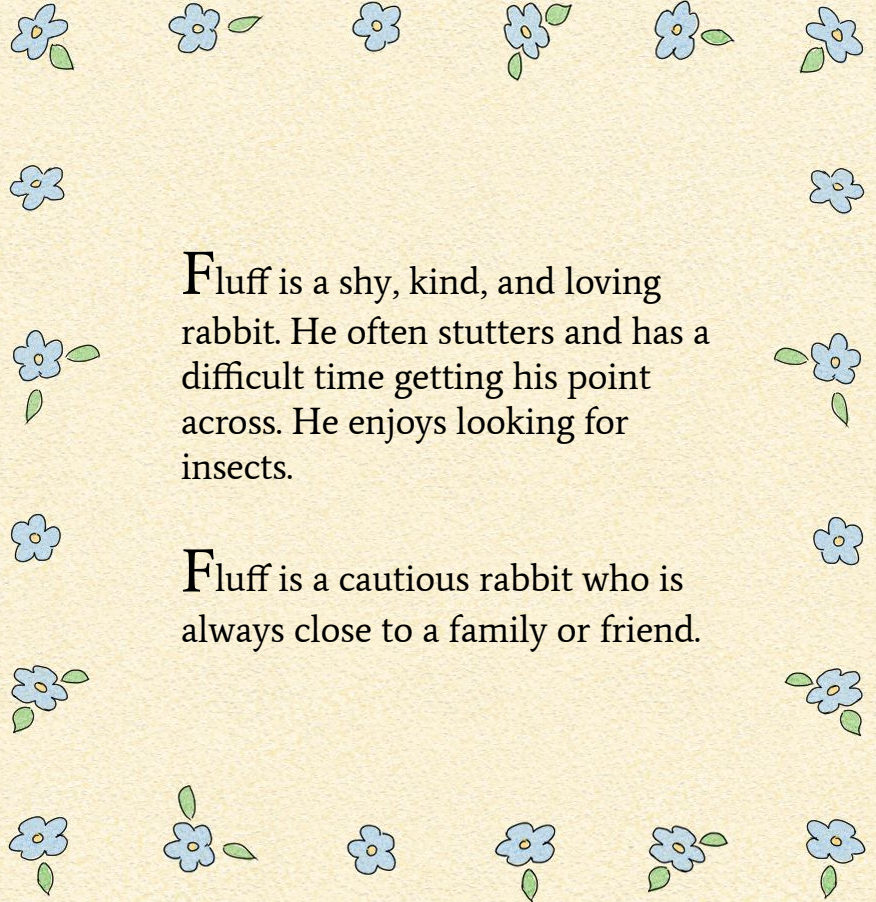 Fluff is a shy, kind, and loving
rabbit. He often stutters and has a
difficult time getting his point
across. He enjoys looking for
insects.
Fluff is a cautious rabbit who is
always close to a family or friend.